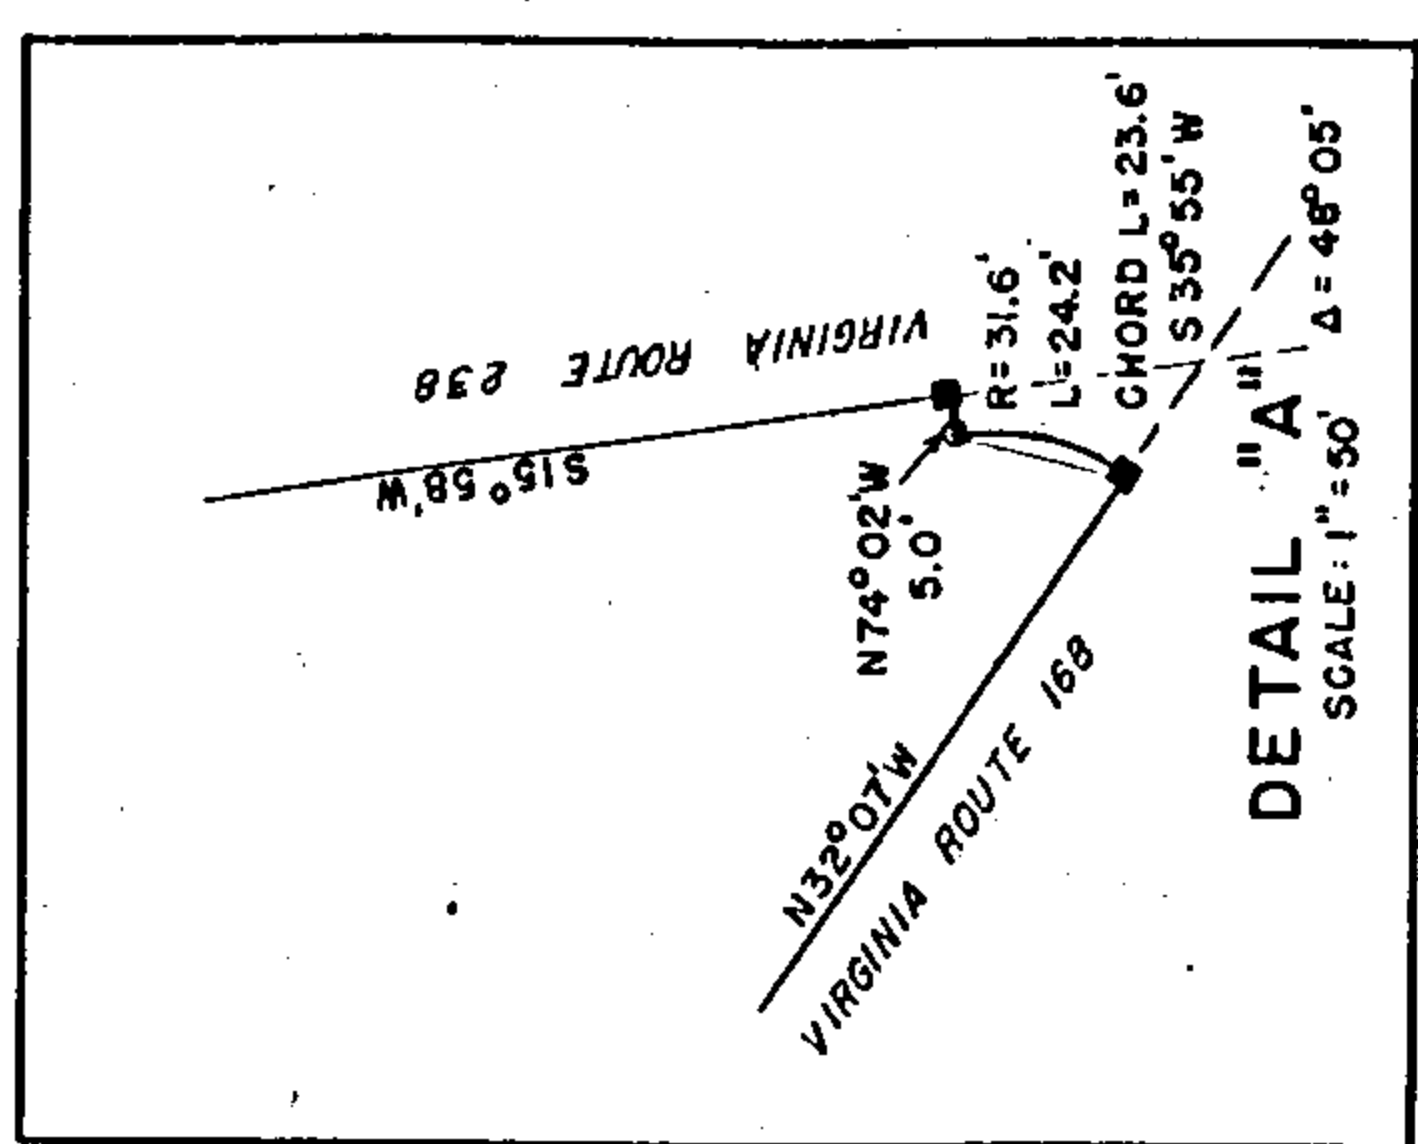 VIRGINIA ROUTE 238
S15°58'W
R=31.6'
L=24.2'
CHORD L=23.6'
S35°55'W
Δ=48°05'
N74°02'W
5.0'
N32°07'W
VIRGINIA ROUTE 168
DETAIL "A"
SCALE: 1"=50'